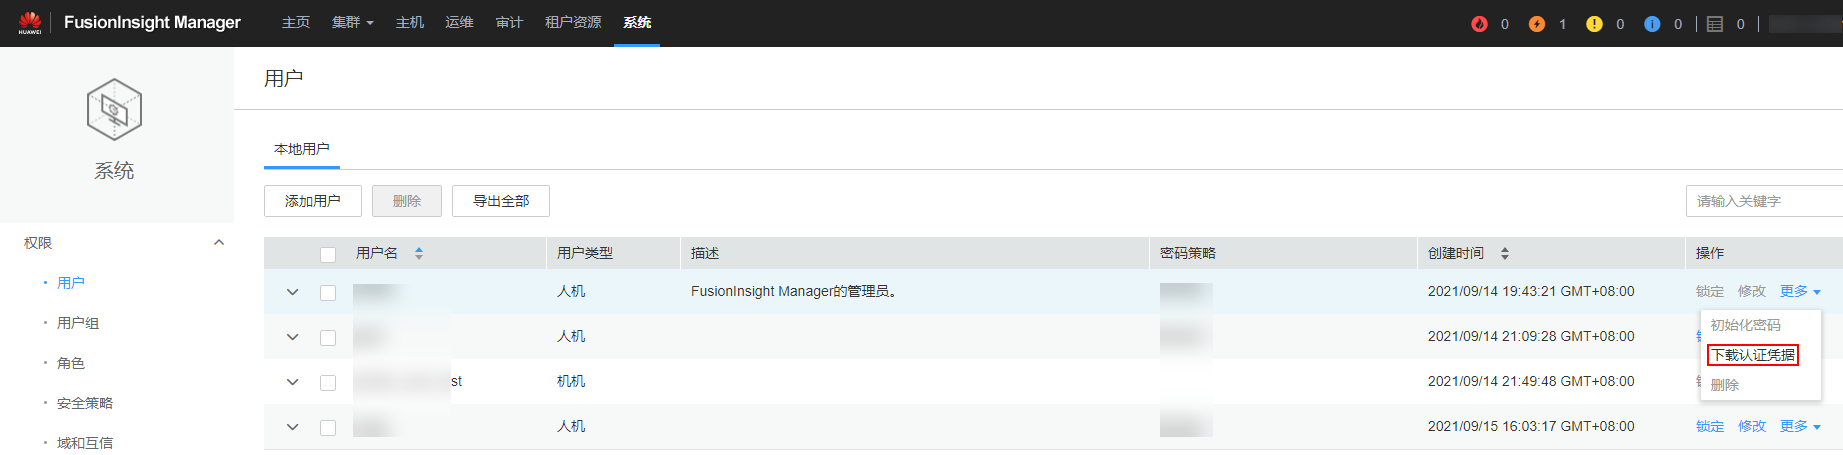 HUAWEI
FusionInsight Manager 主页 集群 主机 运维 审计 租户资源 系统 0 1 0 0 0
系统
用户
本地用户
添加用户 删除 导出全部 请输入关键字
权限
用户
用户组
角色
安全策略
域和互信
用户名 用户类型 描述 密码策略 创建时间 操作
人机 FusionInsight Manager的管理员。 2021/09/14 19:43:21 GMT+08:00 锁定 修改 更多
初始化密码
下载认证凭据
删除
人机 2021/09/14 21:09:28 GMT+08:00
st 机机 2021/09/14 21:49:48 GMT+08:00
人机 2021/09/15 16:03:17 GMT+08:00 锁定 修改 更多